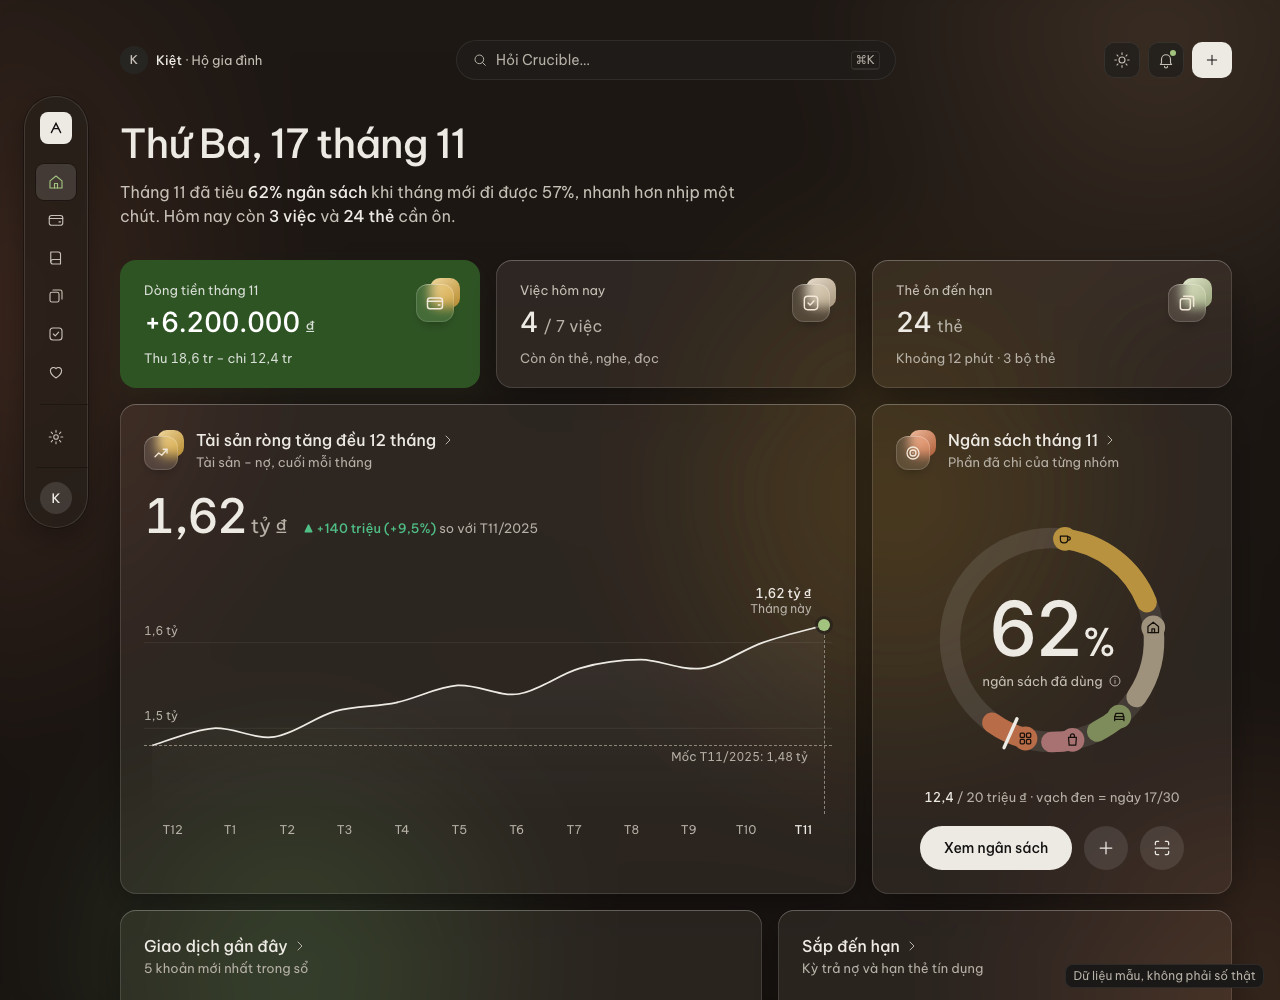 K Kiệt · Hộ gia đình
Hỏi Crucible...
⌘K
Thứ Ba, 17 tháng 11
Tháng 11 đã tiêu 62% ngân sách khi tháng mới đi được 57%, nhanh hơn nhịp một
chút. Hôm nay còn 3 việc và 24 thẻ cần ôn.
Dòng tiền tháng 11
+6.200.000 ₫
Thu 18,6 tr − chi 12,4 tr
Việc hôm nay
4 / 7 việc
Còn ôn thẻ, nghe, đọc
Thẻ ôn đến hạn
24 thẻ
Khoảng 12 phút · 3 bộ thẻ
Tài sản ròng tăng đều 12 tháng
Tài sản − nợ, cuối mỗi tháng
1,62 tỷ ₫
▲ +140 triệu (+9,5%) so với T11/2025
1,62 tỷ ₫
Tháng này
1,6 tỷ
1,5 tỷ
Mốc T11/2025: 1,48 tỷ
T12 T1 T2 T3 T4 T5 T6 T7 T8 T9 T10 T11
Ngân sách tháng 11
Phần đã chi của từng nhóm
62%
ngân sách đã dùng
12,4 / 20 triệu ₫ · vạch đen = ngày 17/30
Xem ngân sách
K
Giao dịch gần đây
5 khoản mới nhất trong sổ
Sắp đến hạn
Kỳ trả nợ và hạn thẻ tín dụng
Dữ liệu mẫu, không phải số thật